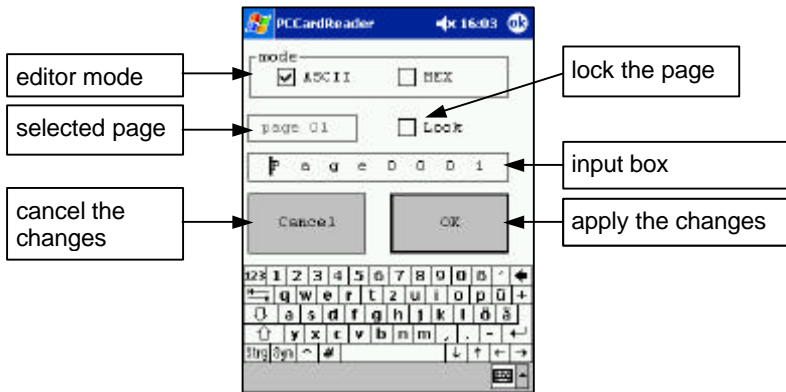 PCCardReader 16:03 ok
mode
ASCII HEX
page 01 Lock
P a g e 0 0 0 1
Cancel OK
123 1 2 3 4 5 6 7 8 9 0 ß ´
q w e r t z u i o p ü +
a s d f g h j k l ö ä
y x c v b n m , . -
Strg áü ^ #
editor mode
selected page
cancel the
changes
lock the page
input box
apply the changes